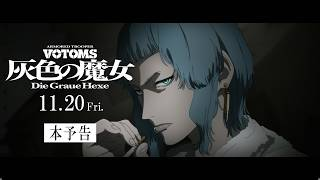 ARMORED TROOPER
VOTOMS
灰色の魔女
Die Graue Hexe
11.20 Fri.
本予告